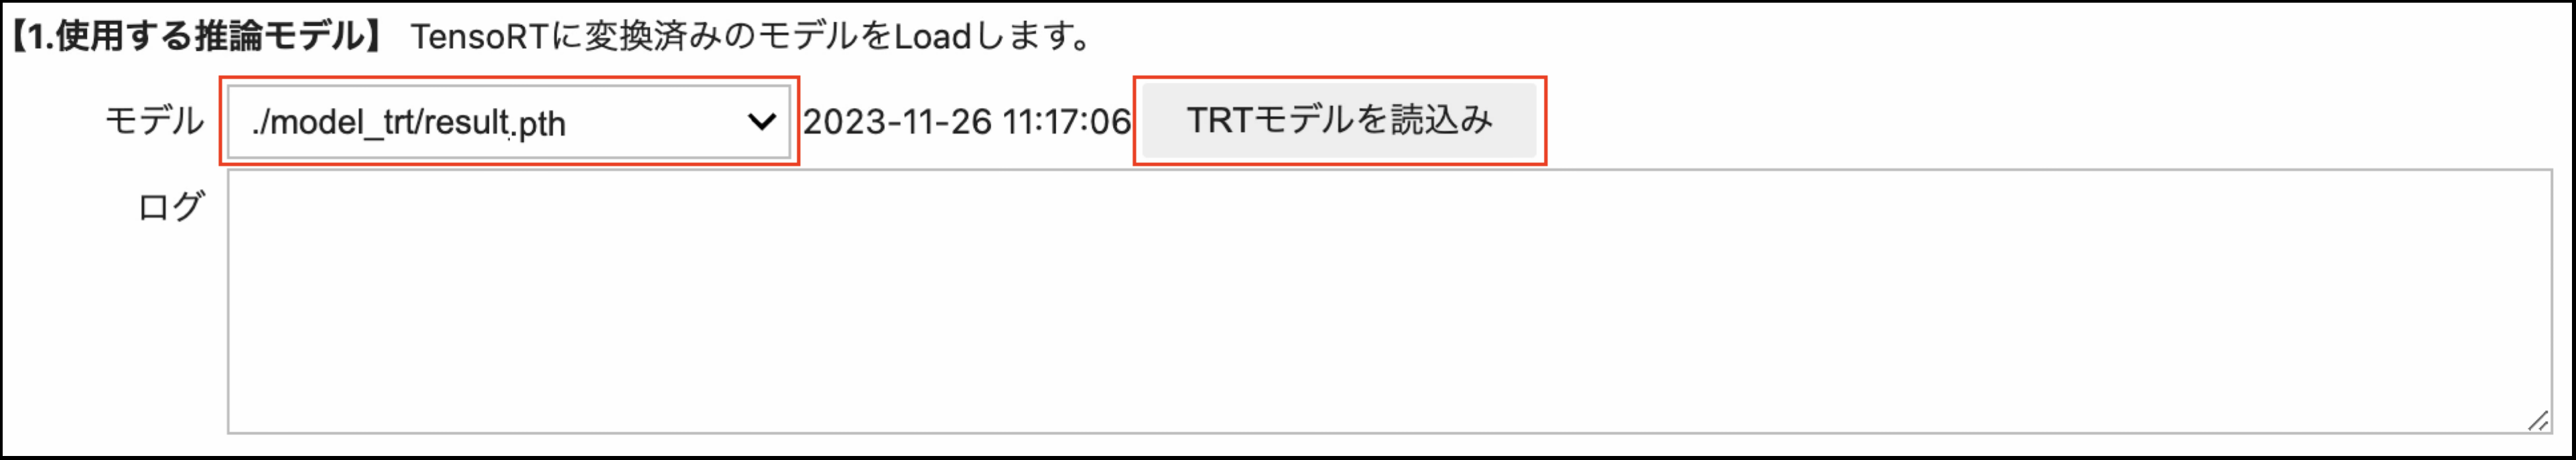 【1.使用する推論モデル】 TensoRTに変換済みのモデルをLoadします。
モデル ./model_trt/result.pth 2023-11-26 11:17:06 TRTモデルを読込み
ログ